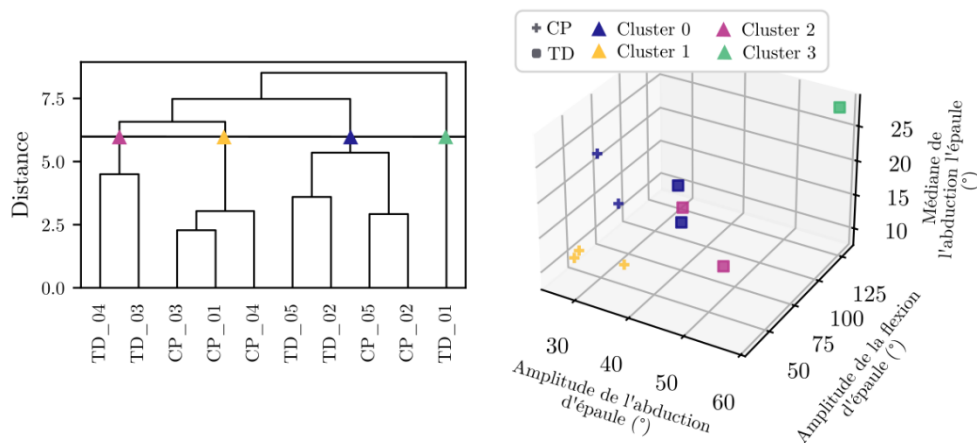 CP
TD
Cluster 0
Cluster 1
Cluster 2
Cluster 3
Distance
7.5
5.0
2.5
0.0
TD_04
TD_03
CP_03
CP_01
CP_04
TD_05
TD_02
CP_05
CP_02
TD_01
25
20
15
10
Médiane de
l'abduction l'épaule
(°)
125
100
75
50
Amplitude de la flexion
d'épaule (°)
30
40
50
60
Amplitude de l'abduction
d'épaule (°)